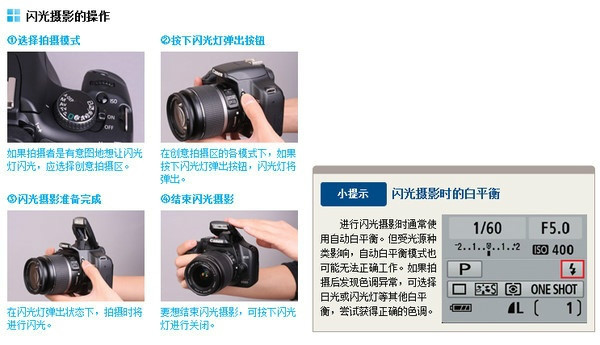 闪光摄影的操作
①选择拍摄模式
如果拍摄者是有意图地想让闪光
灯闪光，应选择创意拍摄区。
②按下闪光灯弹出按钮
在创意拍摄区的各模式下，如果
按下闪光灯弹出按钮，闪光灯将
弹出。
③闪光摄影准备完成
在闪光灯弹出状态下，拍摄时将
进行闪光。
④结束闪光摄影
要想结束闪光摄影，可按下闪光
灯进行关闭。
小提示 闪光摄影时的白平衡
进行闪光摄影时通常使
用自动白平衡。但受光源种
类影响，自动白平衡模式也
可能无法正确工作。如果拍
摄后发现色调异常，可选择
日光或闪光灯等其他白平
衡，尝试获得正确的色调。
1/60 F5.0
-2..1..0..1..2 ISO 400
P
ONE SHOT
L ( 1 )